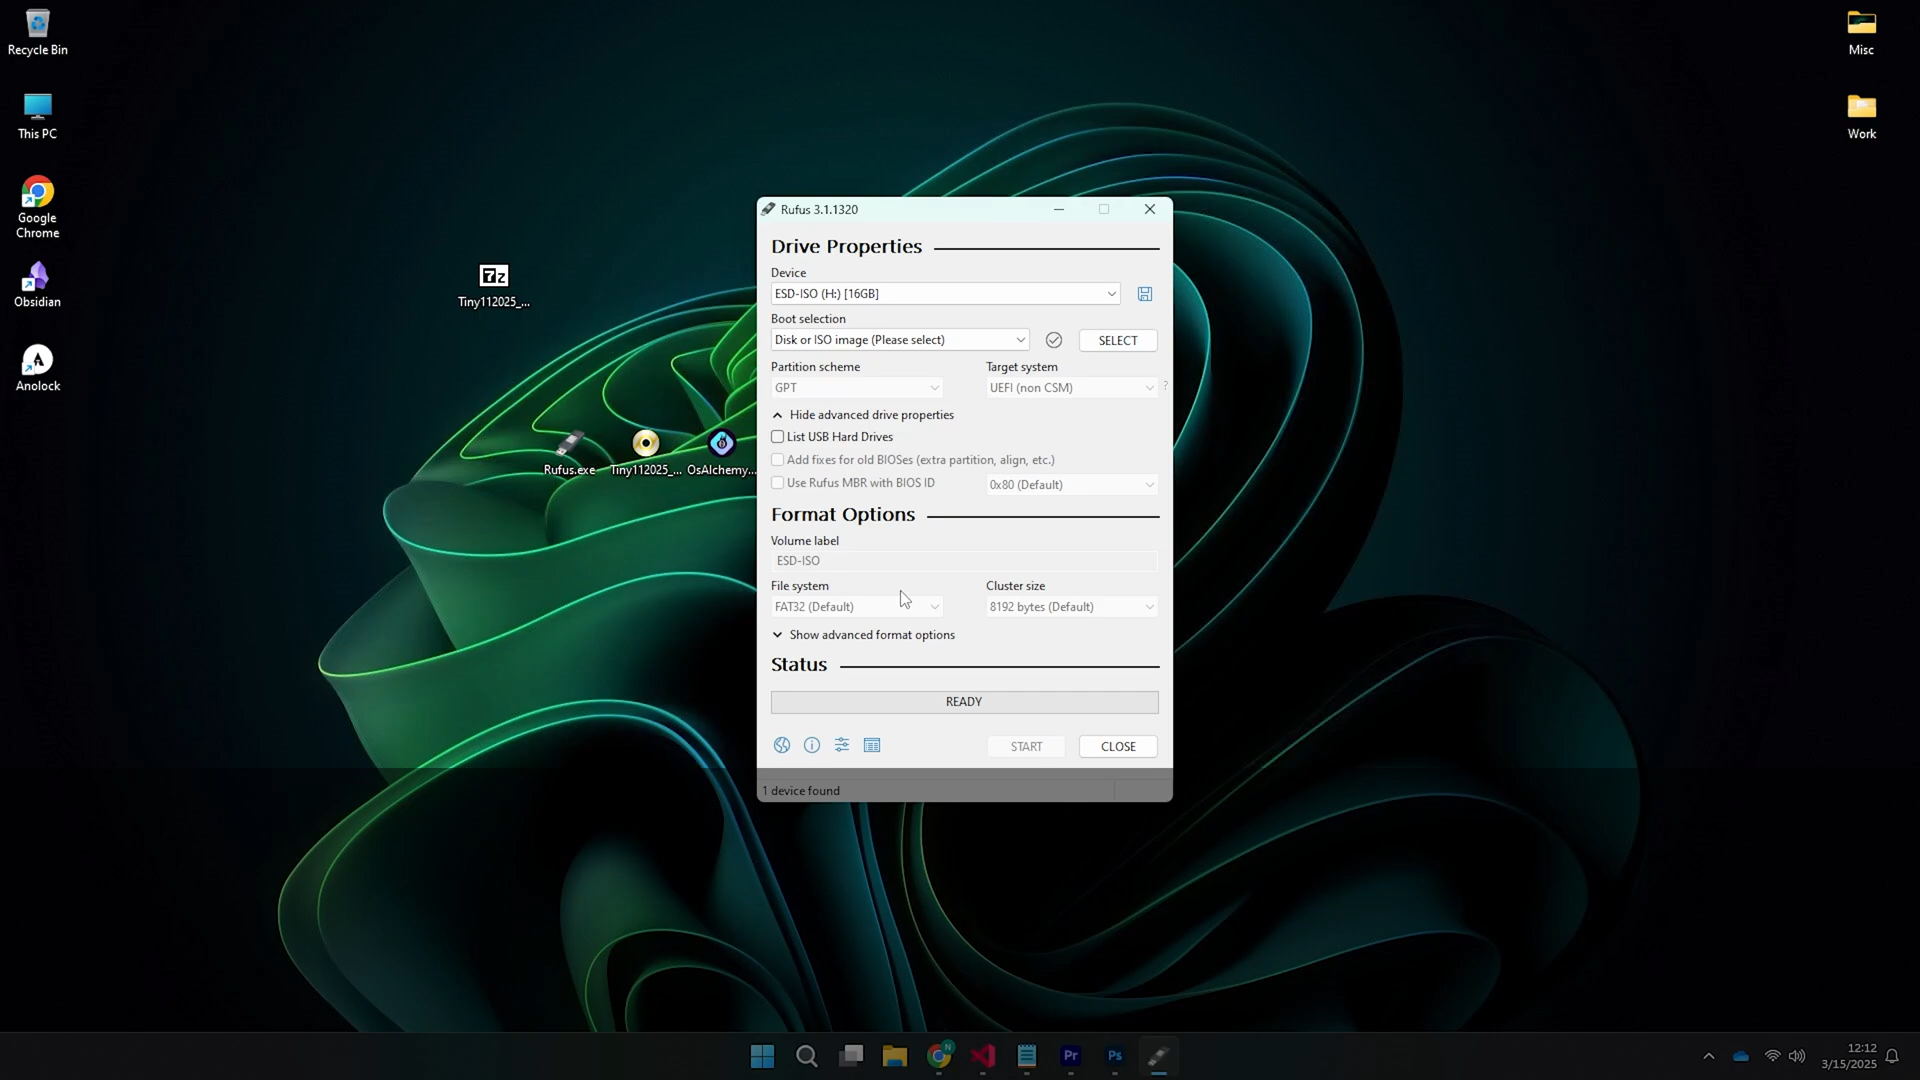 Recycle Bin
This PC
Google
Chrome
Obsidian
Anolock
Misc
Work
7z
Tiny112025_...
Rufus.exe
Tiny112025_...
OsAlchemy...
Rufus 3.1.1320
Drive Properties
Device
ESD-ISO (H:) [16GB]
Boot selection
Disk or ISO image (Please select)
SELECT
Partition scheme
Target system
GPT
UEFI (non CSM)
?
Hide advanced drive properties
List USB Hard Drives
Add fixes for old BIOSes (extra partition, align, etc.)
Use Rufus MBR with BIOS ID
0x80 (Default)
Format Options
Volume label
ESD-ISO
File system
Cluster size
FAT32 (Default)
8192 bytes (Default)
Show advanced format options
Status
READY
START
CLOSE
1 device found
N
Pr
Ps
12:12
3/15/2025